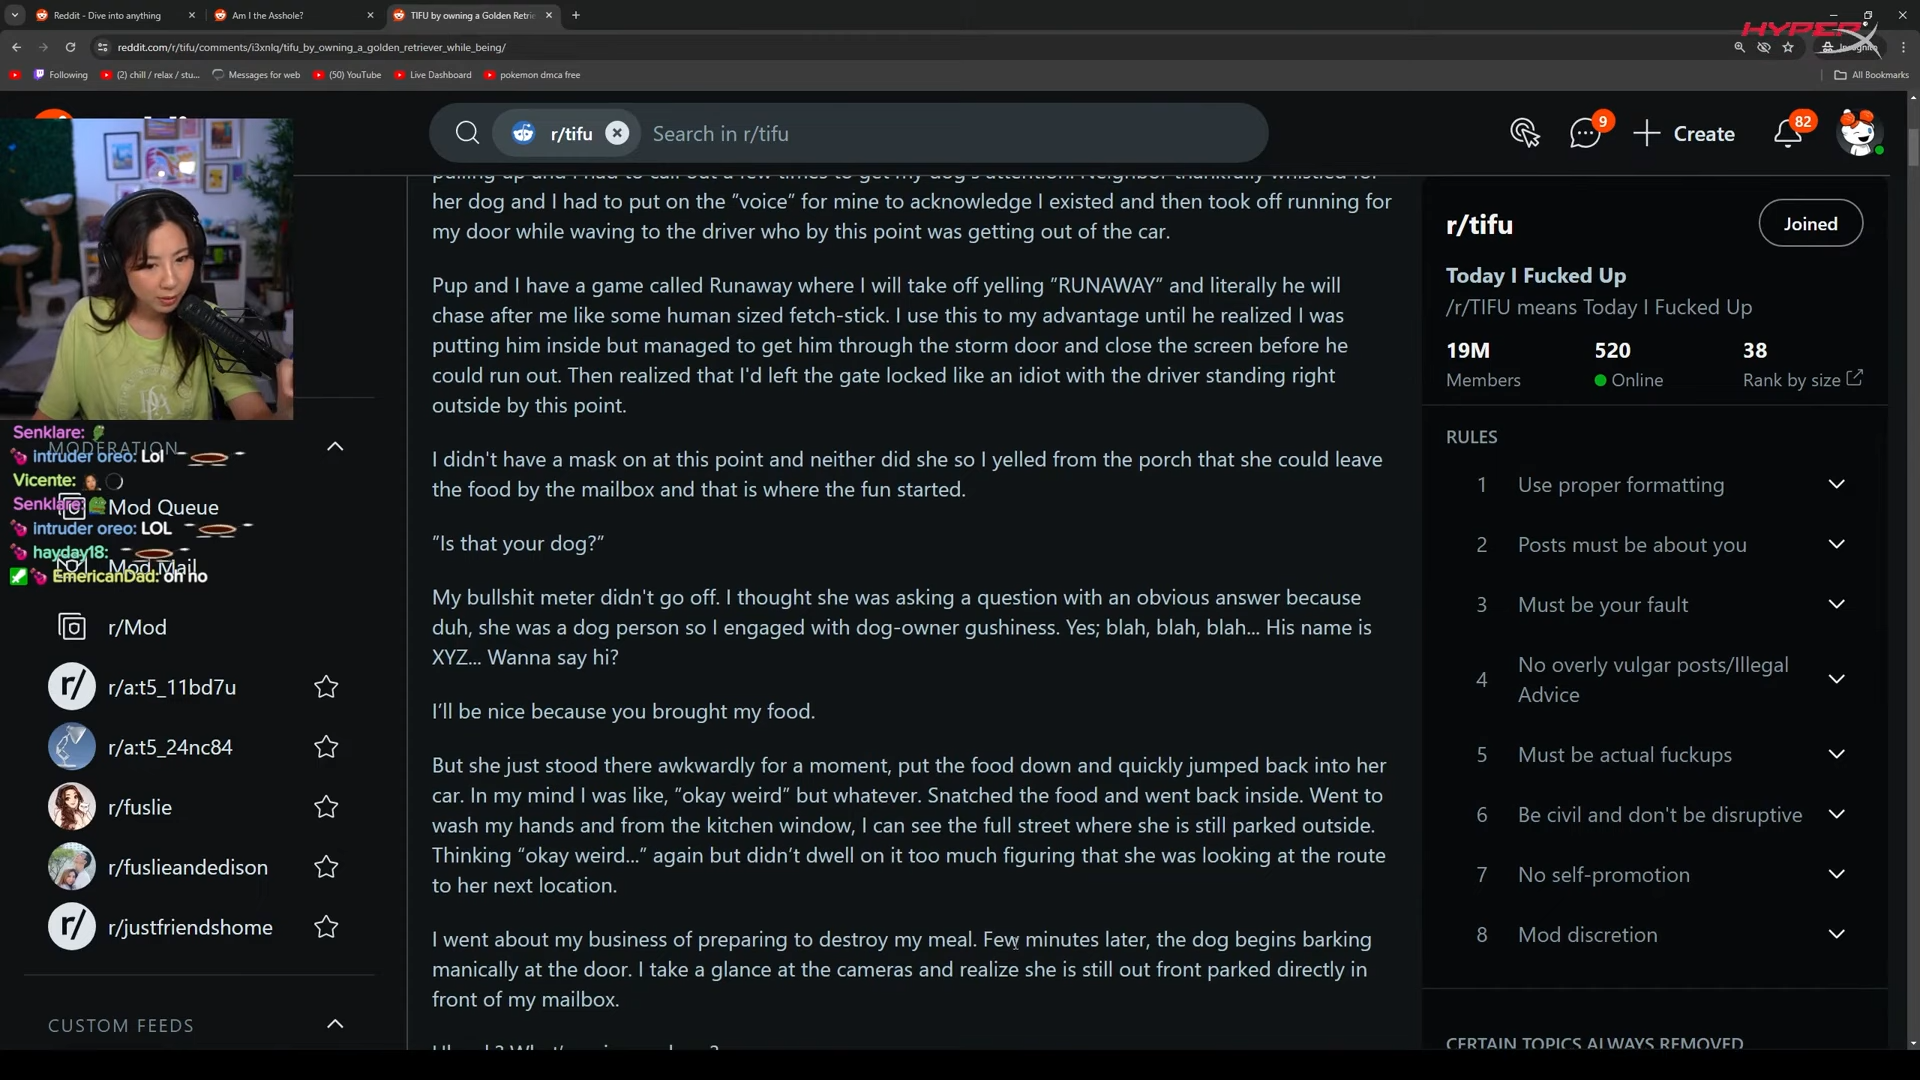 Reddit - Dive into anything
Am I the Asshole?
TIFU by owning a Golden Retrie
HYPERX
reddit.com/r/tifu/comments/i3xnlq/tifu_by_owning_a_golden_retriever_while_being/
Following
(2) chill / relax / stu...
Messages for web
(50) YouTube
Live Dashboard
pokemon dmca free
All Bookmarks
r/tifu
Search in r/tifu
9
Create
82
her dog and I had to put on the ”voice” for mine to acknowledge I existed and then took off running for
my door while waving to the driver who by this point was getting out of the car.
Pup and I have a game called Runaway where I will take off yelling ”RUNAWAY” and literally he will
chase after me like some human sized fetch-stick. I use this to my advantage until he realized I was
putting him inside but managed to get him through the storm door and close the screen before he
could run out. Then realized that I'd left the gate locked like an idiot with the driver standing right
outside by this point.
I didn't have a mask on at this point and neither did she so I yelled from the porch that she could leave
the food by the mailbox and that is where the fun started.
”Is that your dog?”
My bullshit meter didn't go off. I thought she was asking a question with an obvious answer because
duh, she was a dog person so I engaged with dog-owner gushiness. Yes; blah, blah, blah... His name is
XYZ... Wanna say hi?
I’ll be nice because you brought my food.
But she just stood there awkwardly for a moment, put the food down and quickly jumped back into her
car. In my mind I was like, “okay weird” but whatever. Snatched the food and went back inside. Went to
wash my hands and from the kitchen window, I can see the full street where she is still parked outside.
Thinking “okay weird...” again but didn’t dwell on it too much figuring that she was looking at the route
to her next location.
I went about my business of preparing to destroy my meal. Few minutes later, the dog begins barking
manically at the door. I take a glance at the cameras and realize she is still out front parked directly in
front of my mailbox.
Senklare:
MODERATION
intruder oreo: Lol
Vicente:
Senklare:
Mod Queue
intruder oreo: LOL
hayday18:
Mod Mail
EmericanDad: oh no
r/Mod
r/ r/a:t5_11bd7u
r/a:t5_24nc84
r/fuslie
r/fuslieandedison
r/ r/justfriendshome
CUSTOM FEEDS
r/tifu
Joined
Today I Fucked Up
/r/TIFU means Today I Fucked Up
19M
Members
520
Online
38
Rank by size
RULES
1 Use proper formatting
2 Posts must be about you
3 Must be your fault
4 No overly vulgar posts/Illegal
Advice
5 Must be actual fuckups
6 Be civil and don't be disruptive
7 No self-promotion
8 Mod discretion
CERTAIN TOPICS ALWAYS REMOVED